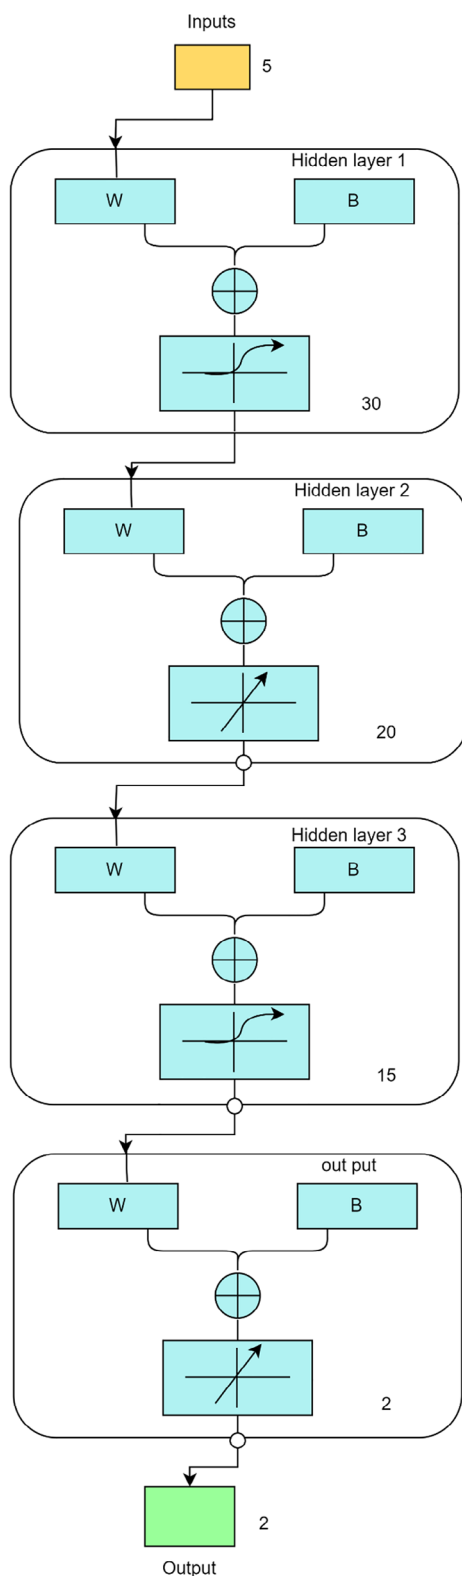 Inputs
5
Hidden layer 1
W
B
30
Hidden layer 2
W
B
20
Hidden layer 3
W
B
15
out put
W
B
2
2
Output